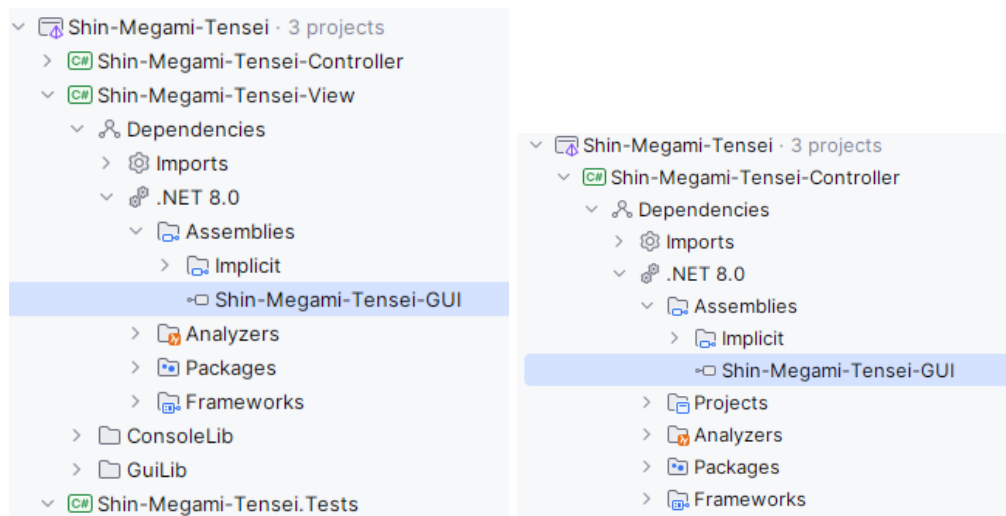 Shin-Megami-Tensei · 3 projects
C# Shin-Megami-Tensei-Controller
C# Shin-Megami-Tensei-View
Dependencies
Imports
.NET 8.0
Assemblies
Implicit
Shin-Megami-Tensei-GUI
Analyzers
Packages
Frameworks
ConsoleLib
GuiLib
C# Shin-Megami-Tensei.Tests
Shin-Megami-Tensei · 3 projects
C# Shin-Megami-Tensei-Controller
Dependencies
Imports
.NET 8.0
Assemblies
Implicit
Shin-Megami-Tensei-GUI
Projects
Analyzers
Packages
Frameworks